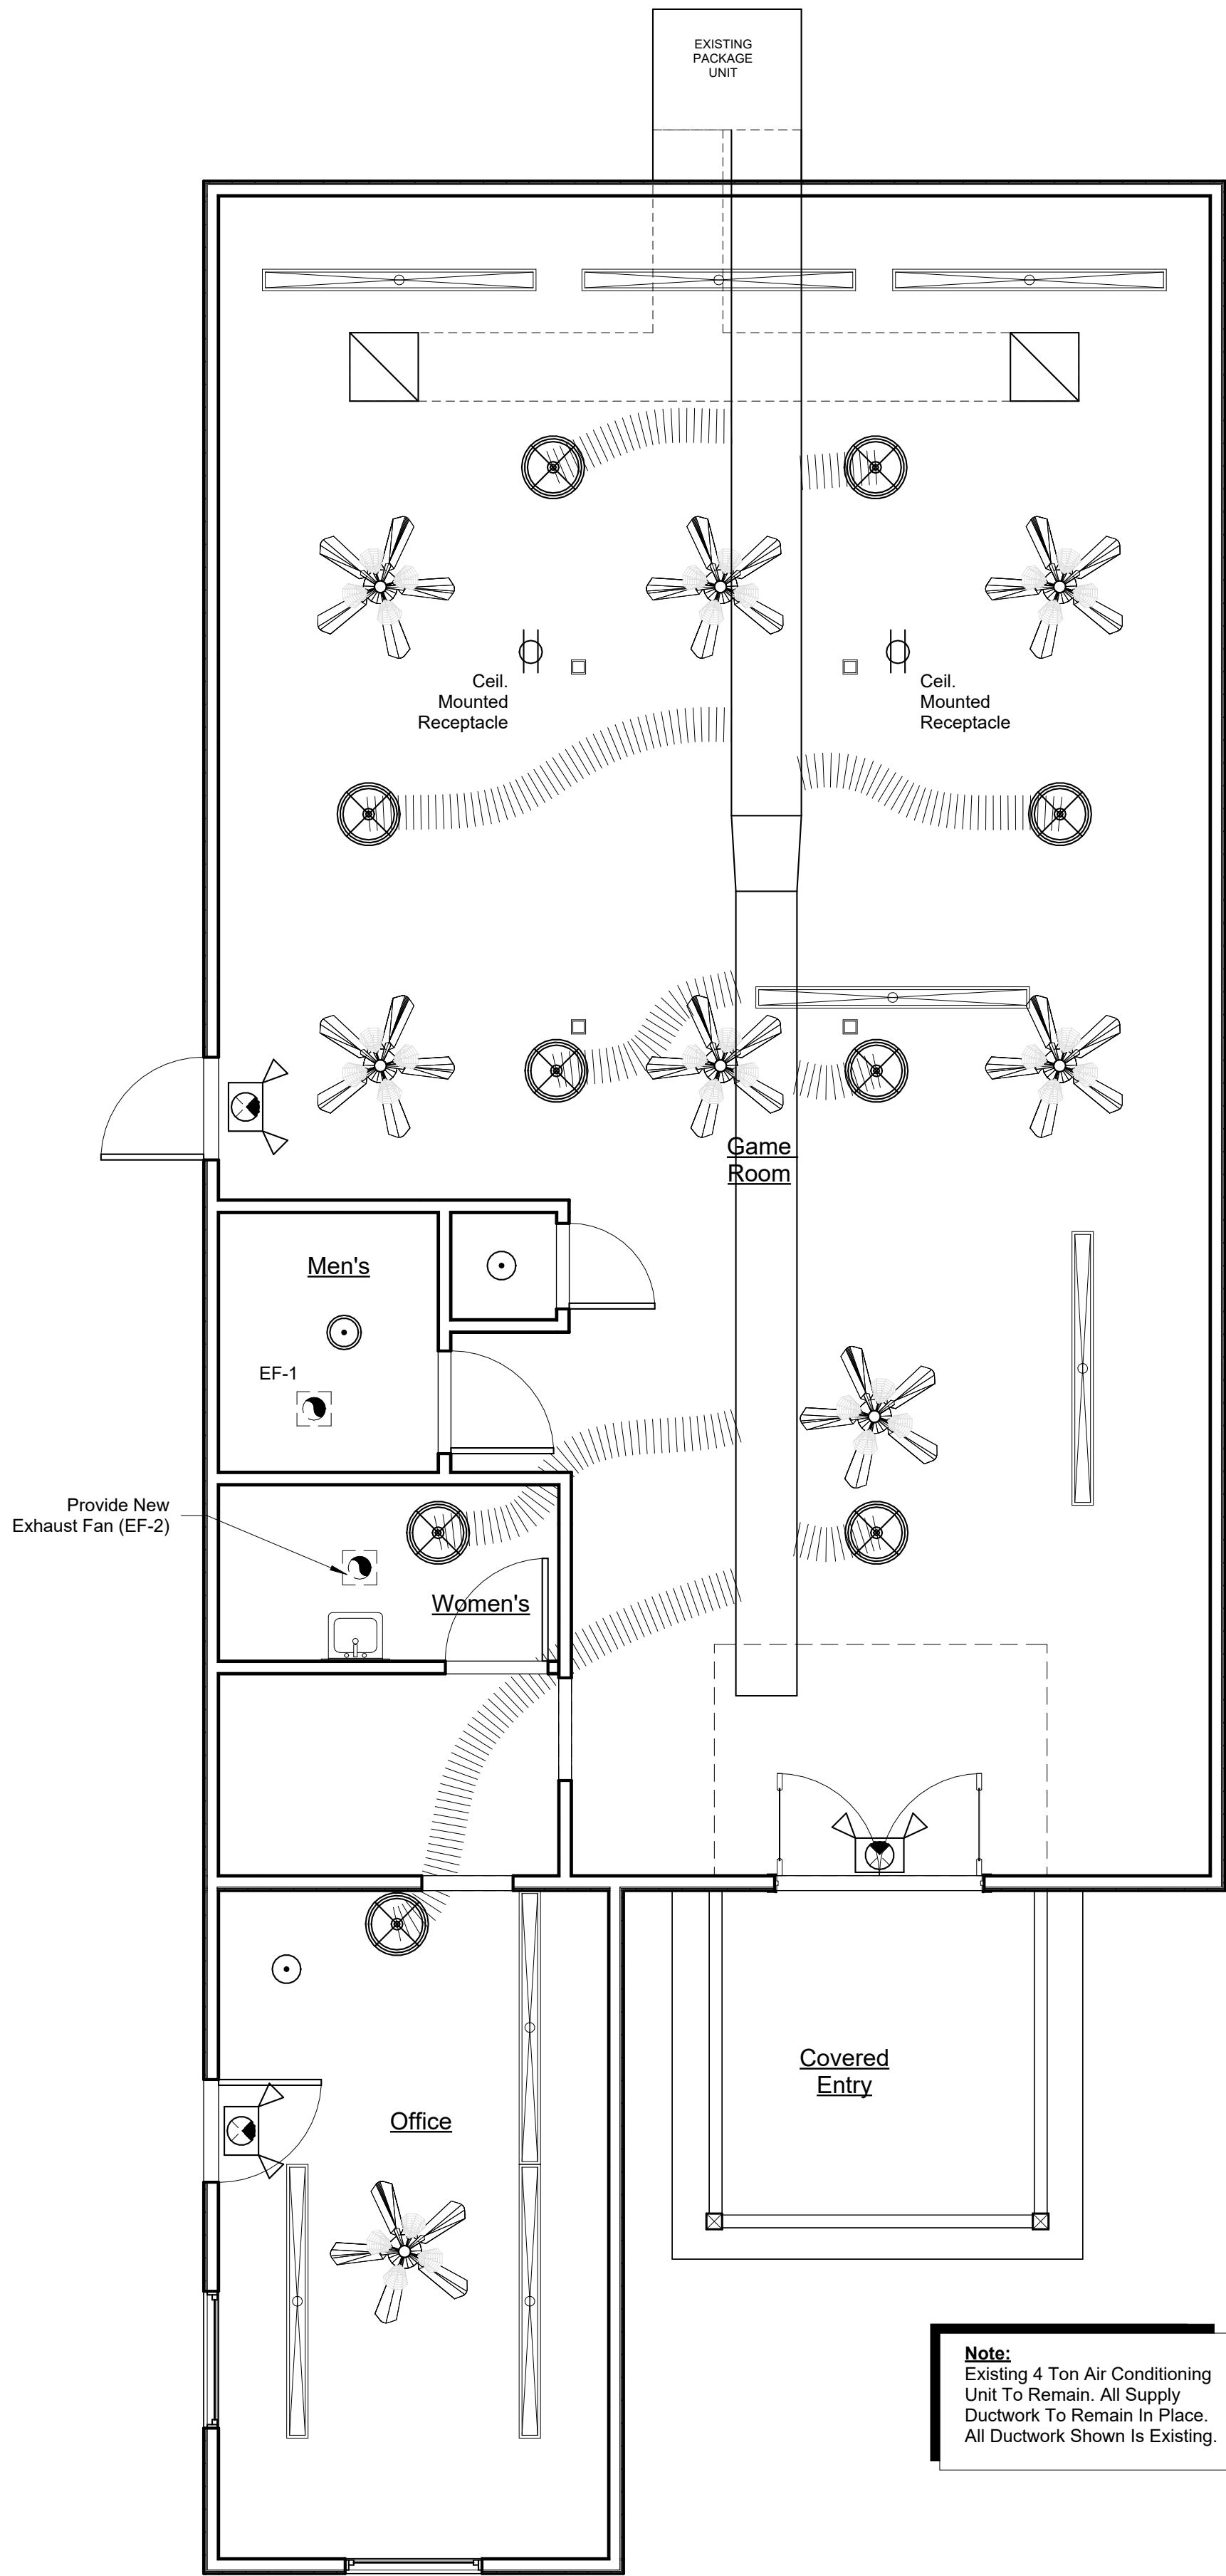 EXISTING
PACKAGE
UNIT
Ceil.
Mounted
Receptacle
Ceil.
Mounted
Receptacle
Game
Room
Men's
EF-1
Provide New
Exhaust Fan (EF-2)
Women's
Covered
Entry
Office
Note:
Existing 4 Ton Air Conditioning
Unit To Remain. All Supply
Ductwork To Remain In Place.
All Ductwork Shown Is Existing.